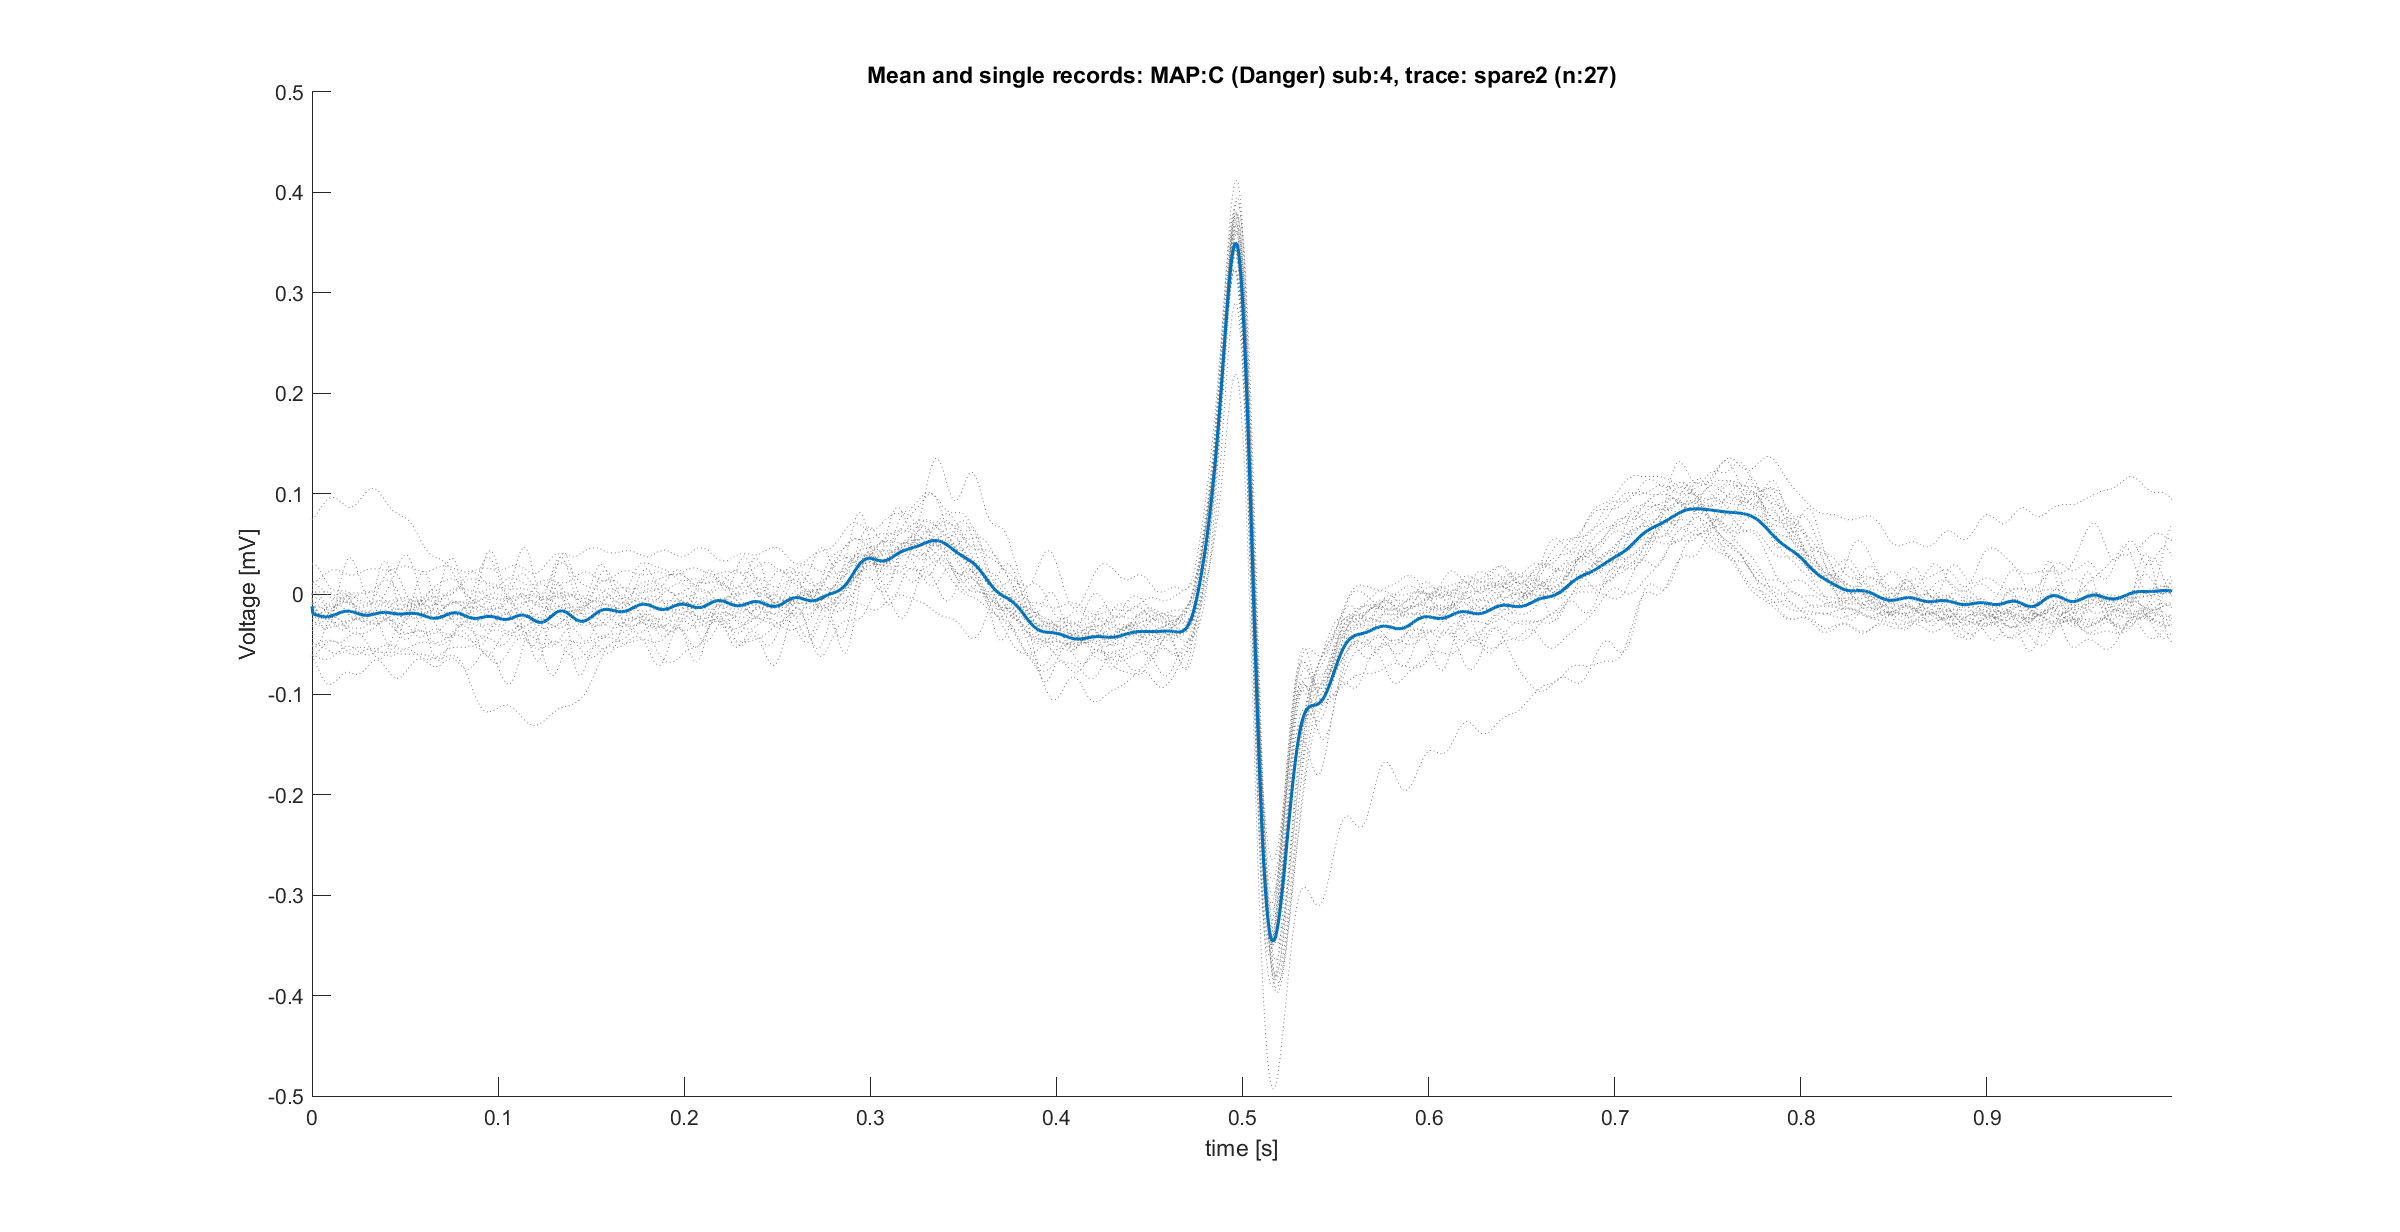 Mean and single records: MAP:C (Danger) sub:4, trace: spare2 (n:27)
0.5
0.4
0.3
0.2
0.1
0
-0.1
-0.2
-0.3
-0.4
-0.5
Voltage [mV]
0 0.1 0.2 0.3 0.4 0.5 0.6 0.7 0.8 0.9
time [s]